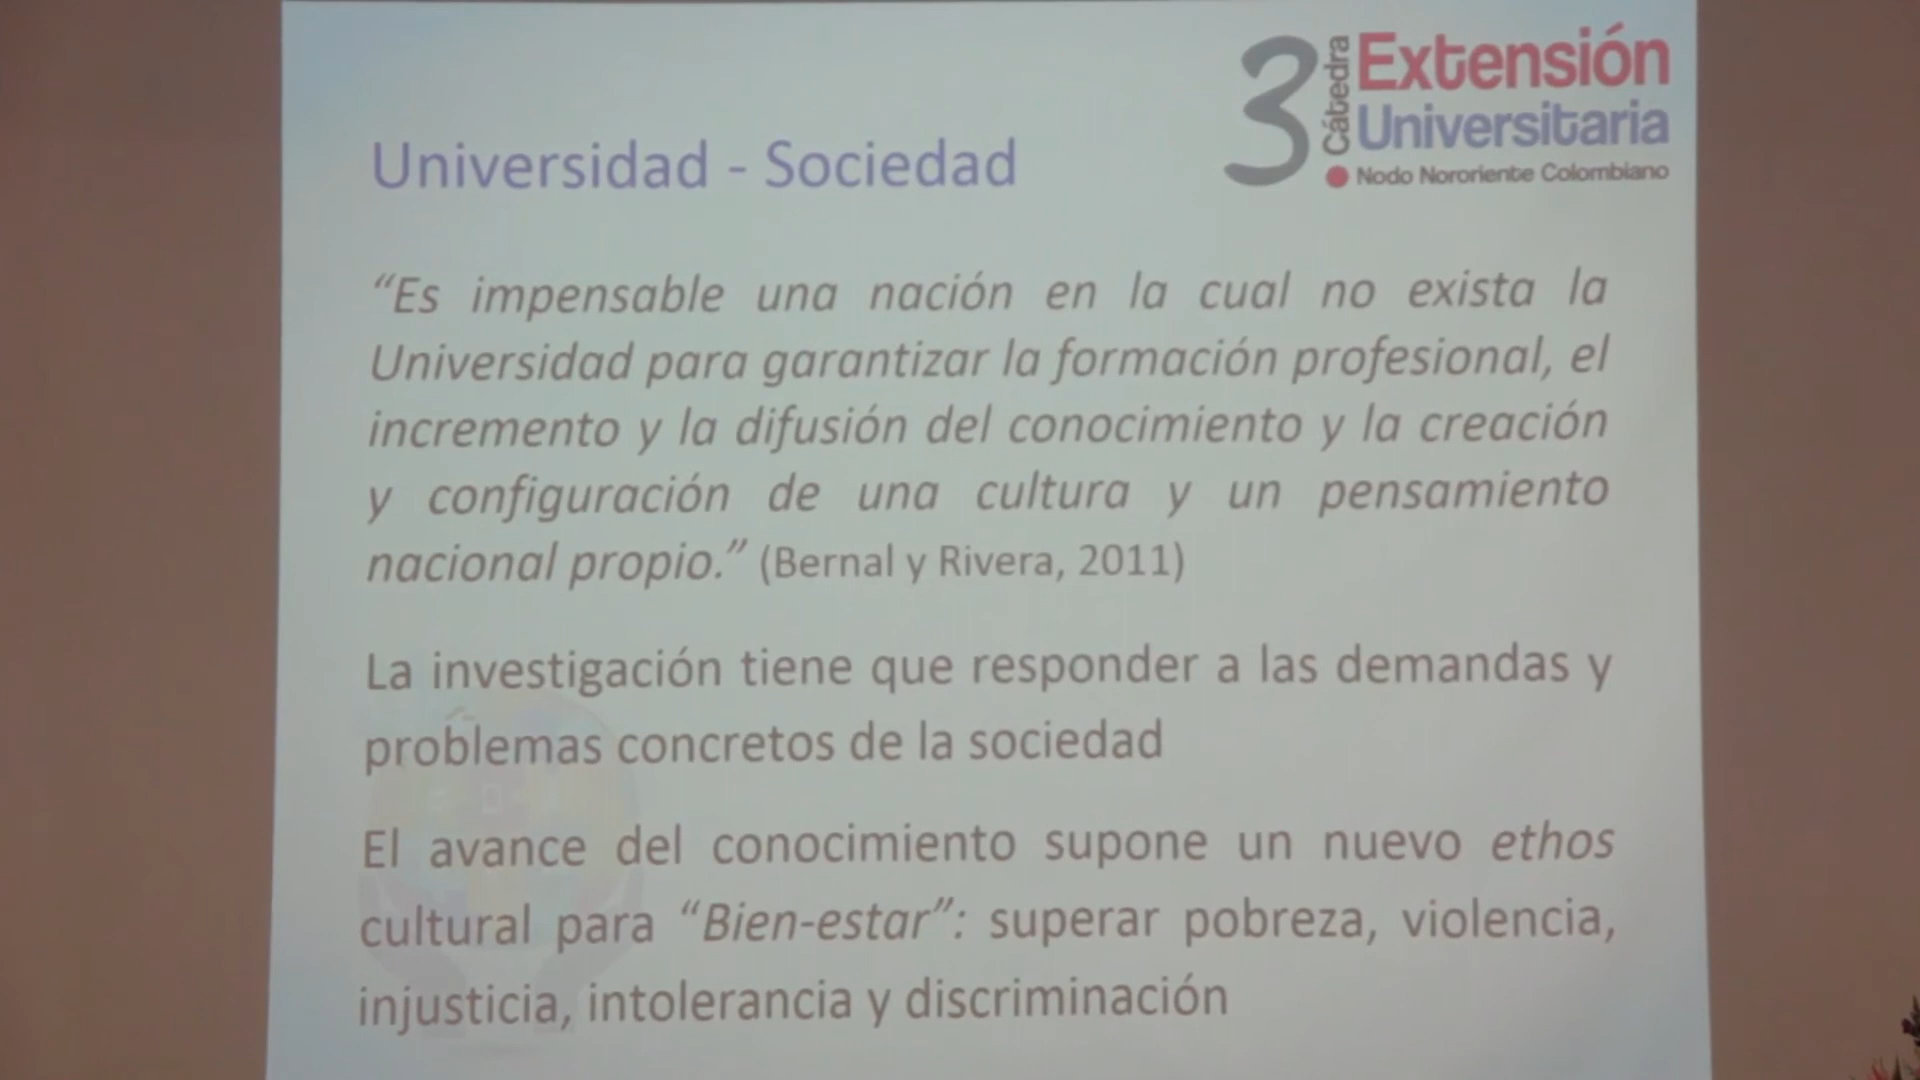 3 Cátedra Extensión
Universitaria
Nodo Nororiente Colombiano
Universidad - Sociedad
“Es impensable una nación en la cual no exista la
Universidad para garantizar la formación profesional, el
incremento y la difusión del conocimiento y la creación
y configuración de una cultura y un pensamiento
nacional propio.” (Bernal y Rivera, 2011)
La investigación tiene que responder a las demandas y
problemas concretos de la sociedad
El avance del conocimiento supone un nuevo ethos
cultural para “Bien-estar”: superar pobreza, violencia,
injusticia, intolerancia y discriminación